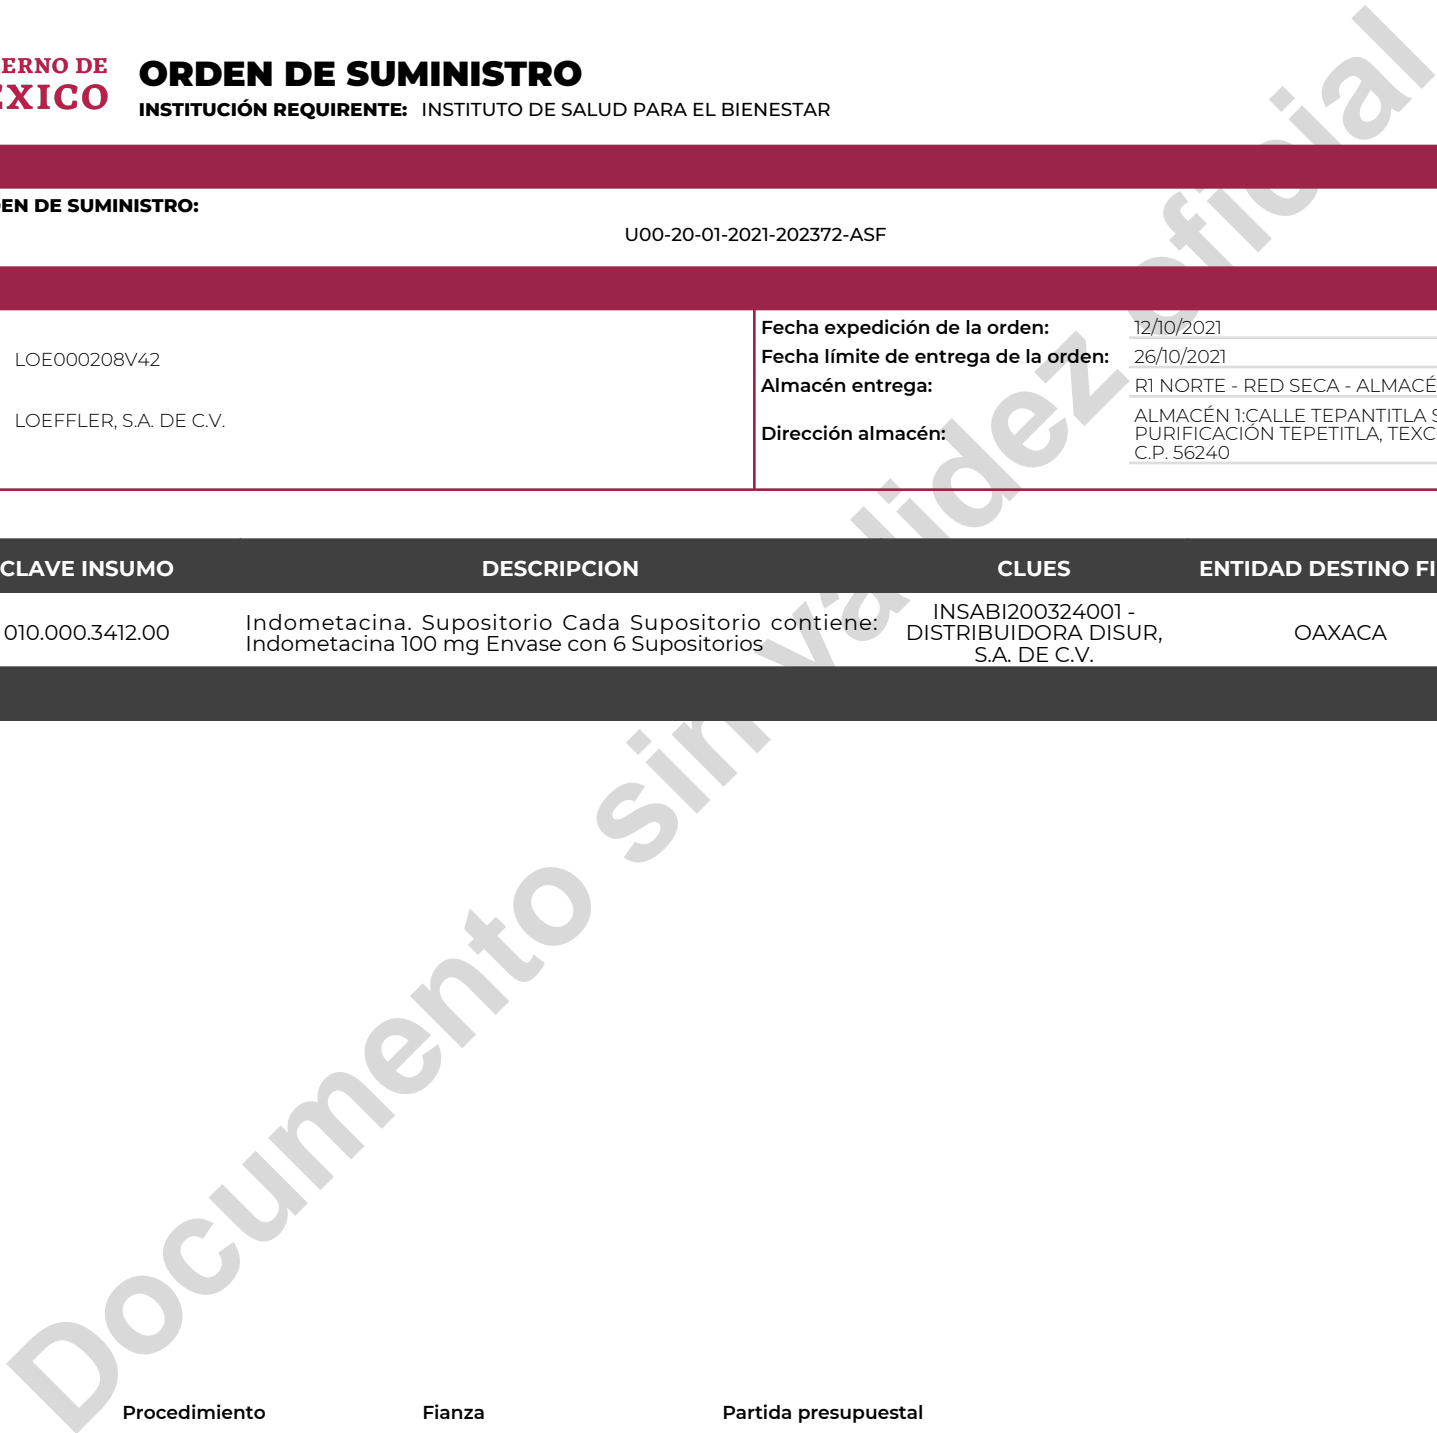 ERNO DE
ÉXICO
ORDEN DE SUMINISTRO
INSTITUCIÓN REQUIRENTE: INSTITUTO DE SALUD PARA EL BIENESTAR
EN DE SUMINISTRO:
U00-20-01-2021-202372-ASF
LOE000208V42
LOEFFLER, S.A. DE C.V.
Fecha expedición de la orden: 12/10/2021
Fecha límite de entrega de la orden: 26/10/2021
Almacén entrega: R1 NORTE - RED SECA - ALMACÉ
Dirección almacén:
ALMACÉN 1:CALLE TEPANTITLA S
PURIFICACIÓN TEPETITLA, TEXC
C.P. 56240
CLAVE INSUMO DESCRIPCION CLUES ENTIDAD DESTINO FI
010.000.3412.00
Indometacina. Supositorio Cada Supositorio contiene:
Indometacina 100 mg Envase con 6 Supositorios
INSABI200324001 -
DISTRIBUIDORA DISUR,
S.A. DE C.V.
OAXACA
Documento sin validez oficial
Procedimiento Fianza Partida presupuestal